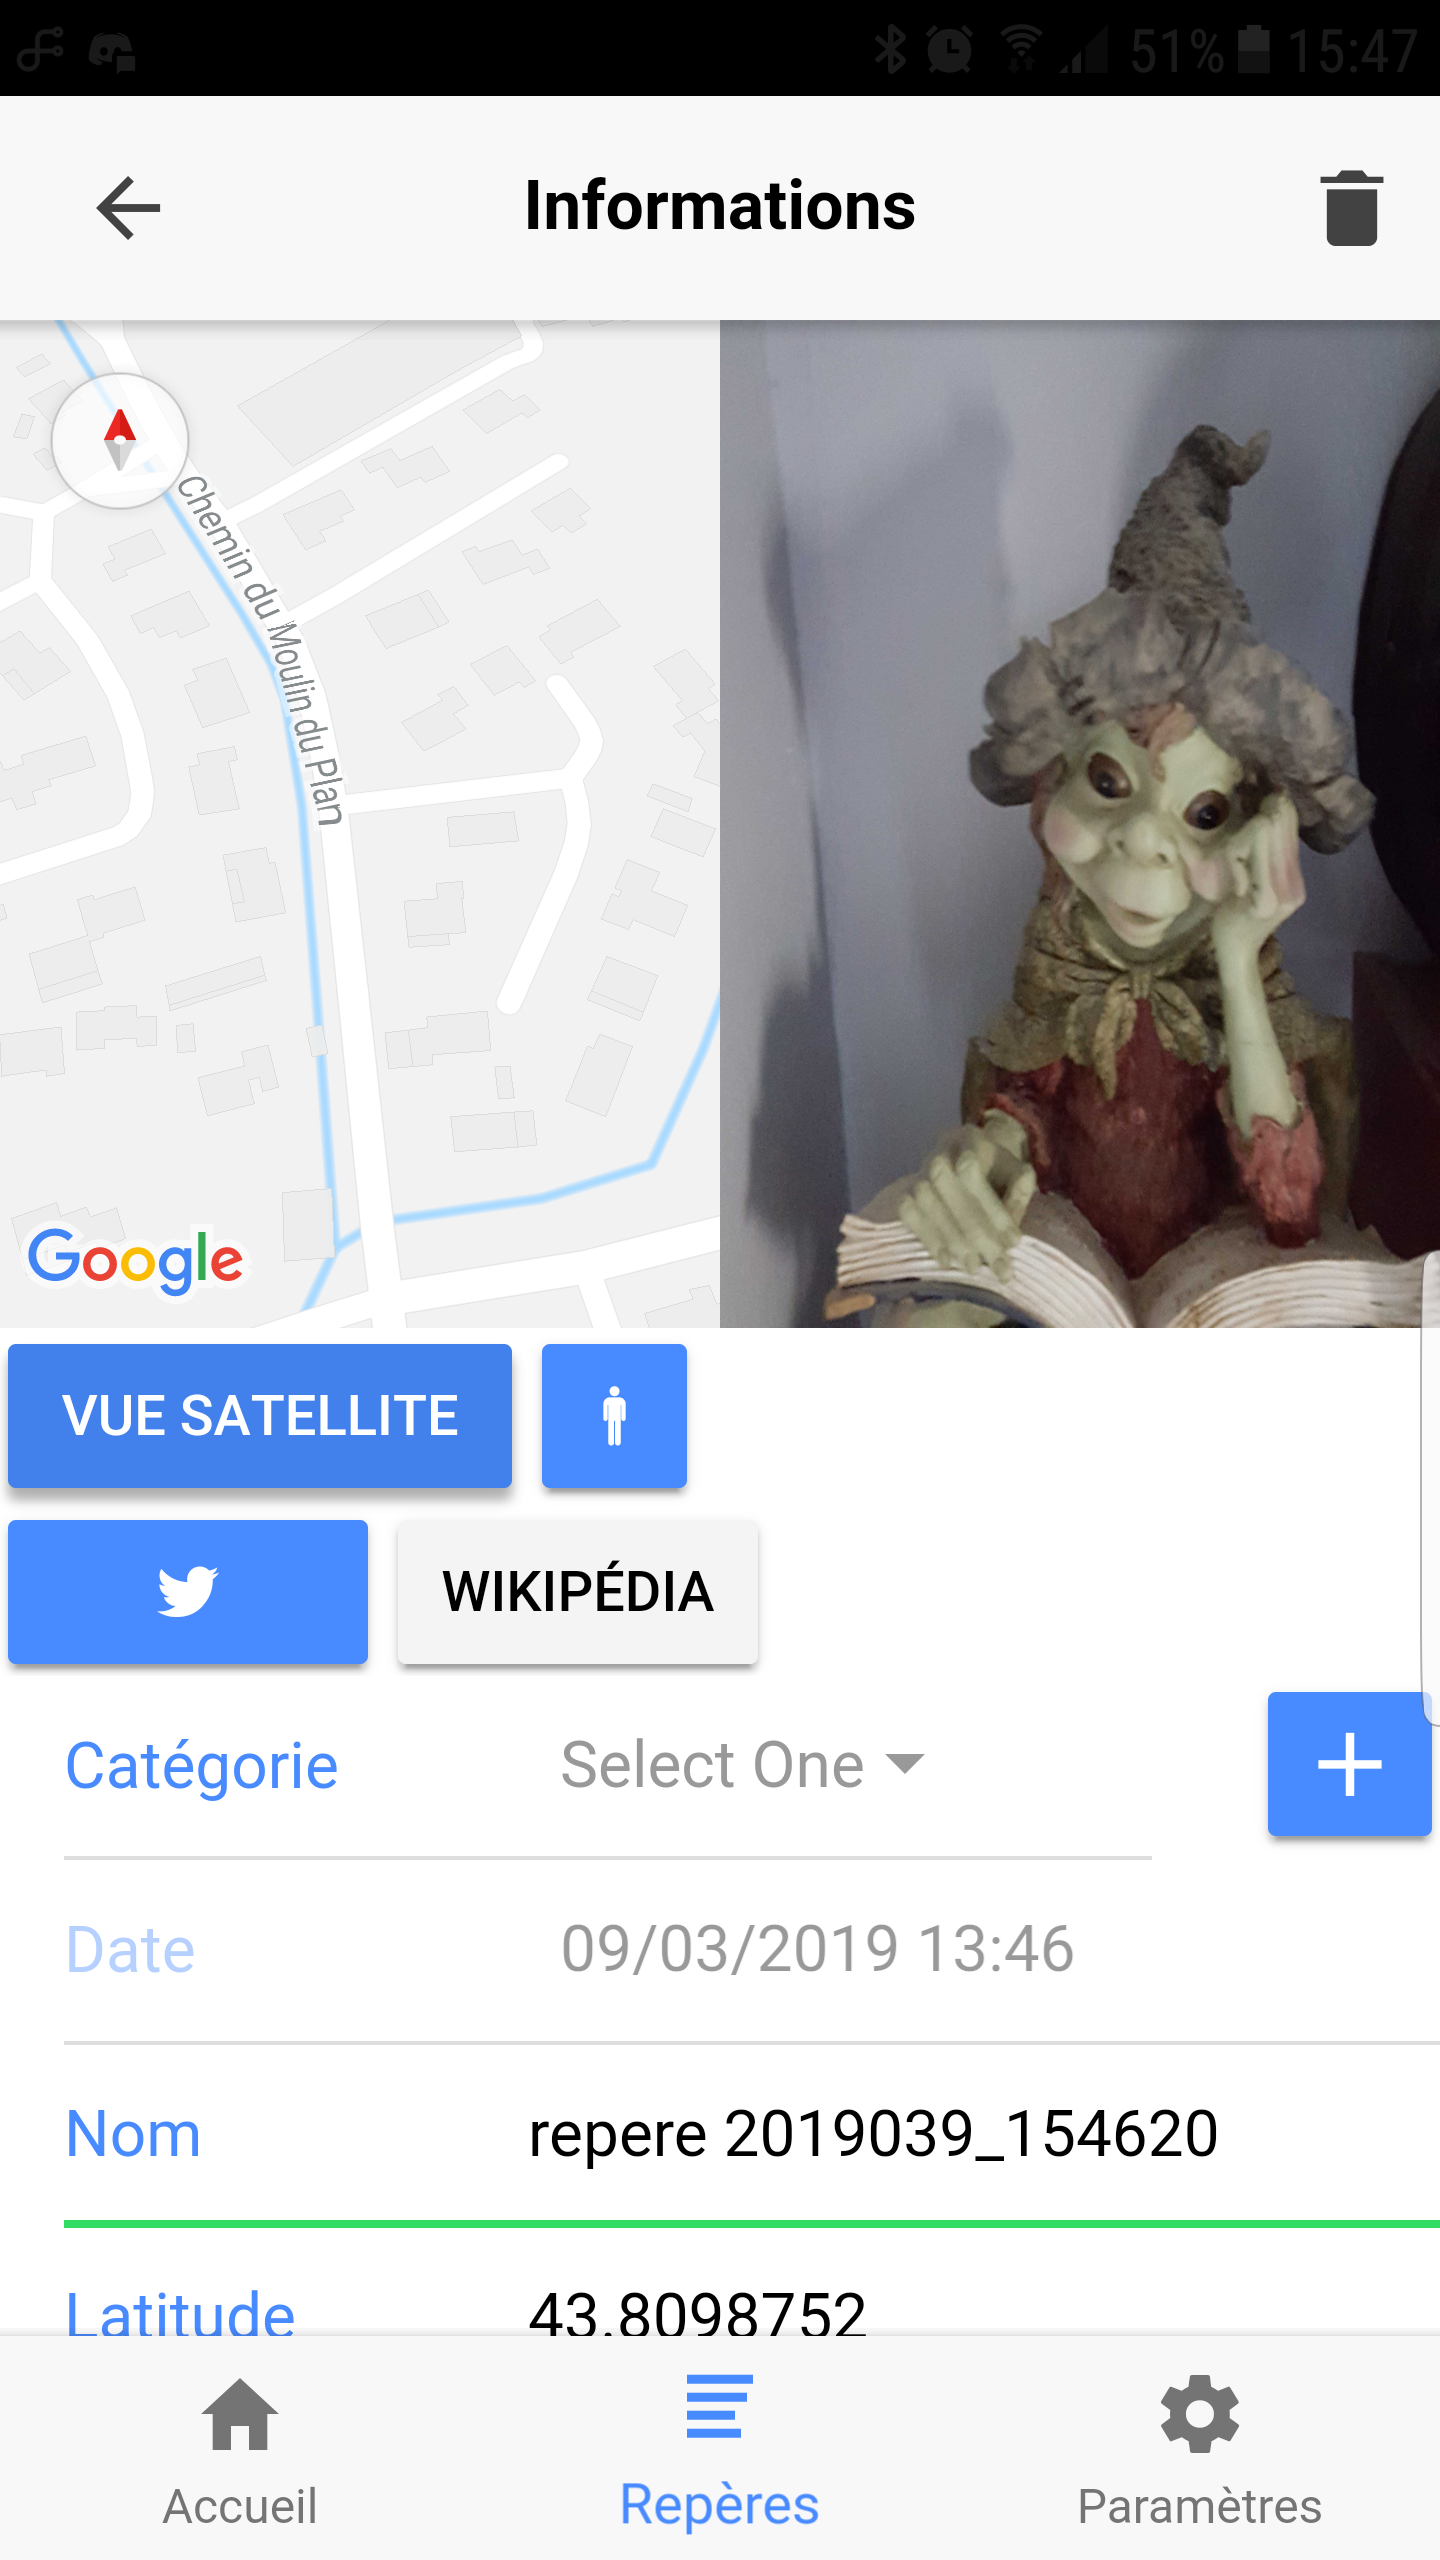 51% 15:47
Informations
Chemin du Moulin du Plan
Google
VUE SATELLITE
WIKIPÉDIA
Catégorie Select One
Date 09/03/2019 13:46
Nom repere 2019039_154620
Latitude 43.8098752
Accueil Repères Paramètres